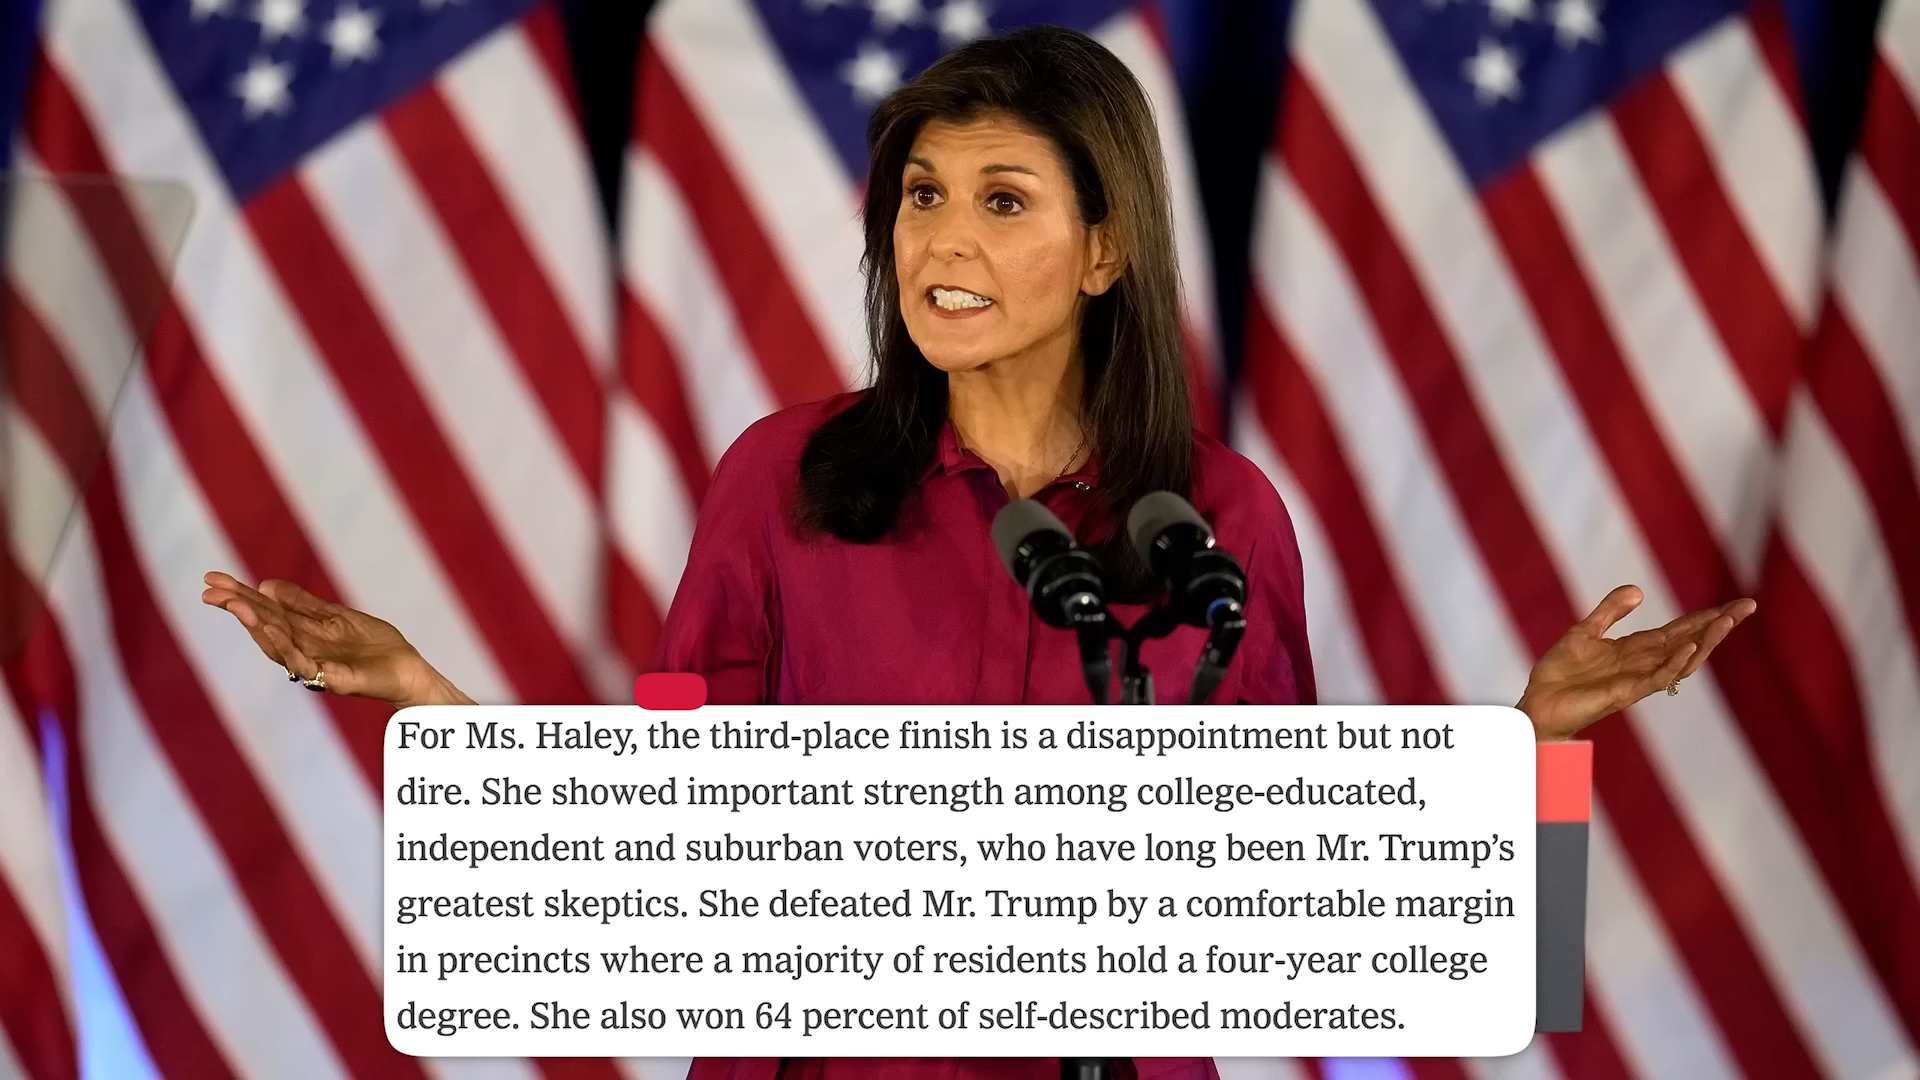 For Ms. Haley, the third-place finish is a disappointment but not
dire. She showed important strength among college-educated,
independent and suburban voters, who have long been Mr. Trump’s
greatest skeptics. She defeated Mr. Trump by a comfortable margin
in precincts where a majority of residents hold a four-year college
degree. She also won 64 percent of self-described moderates.